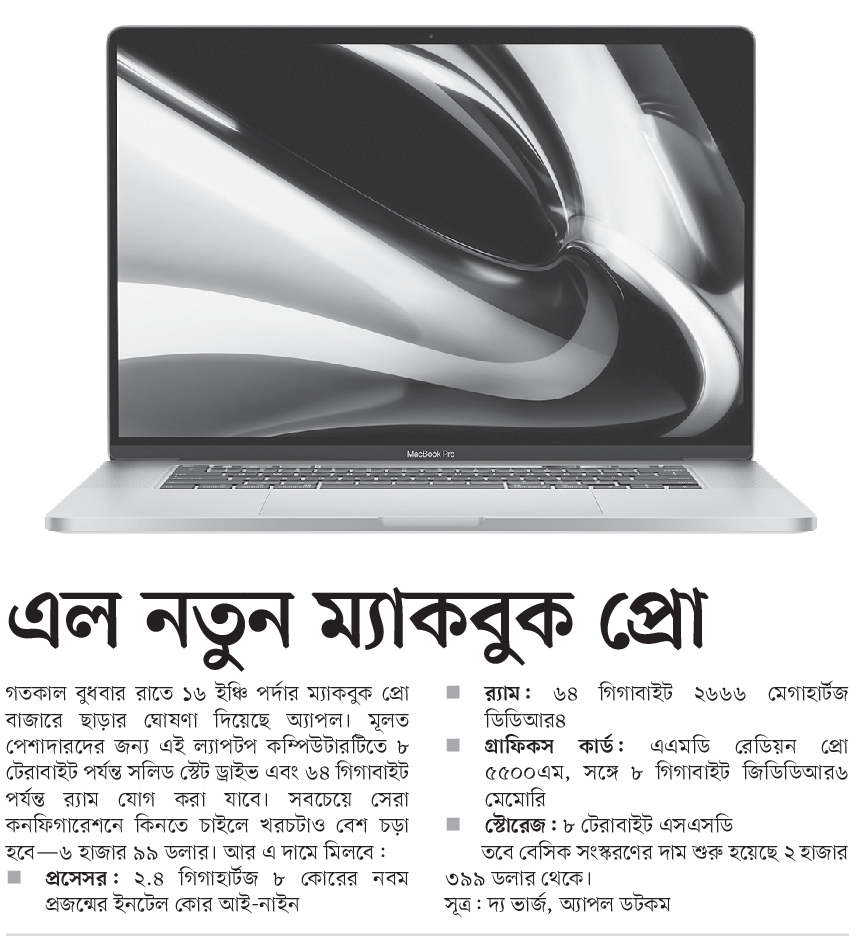 MacBook Pro
এল নতুন ম্যাকবুক প্রো
গতকাল বুধবার রাতে ১৬ ইঞ্চি পর্দার ম্যাকবুক প্রো
বাজারে ছাড়ার ঘোষণা দিয়েছে অ্যাপল। মূলত
পেশাদারদের জন্য এই ল্যাপটপ কম্পিউটারটিতে ৮
টেরাবাইট পর্যন্ত সলিড স্টেট ড্রাইভ এবং ৬৪ গিগাবাইট
পর্যন্ত র‍্যাম যোগ করা যাবে। সবচেয়ে সেরা
কনফিগারেশনে কিনতে চাইলে খরচটাও বেশ চড়া
হবে—৬ হাজার ৯৯ ডলার। আর এ দামে মিলবে :
■ প্রসেসর : ২.৪ গিগাহার্টজ ৮ কোরের নবম
প্রজন্মের ইনটেল কোর আই-নাইন
■ র‍্যাম : ৬৪ গিগাবাইট ২৬৬৬ মেগাহার্টজ
ডিডিআর৪
■ গ্রাফিকস কার্ড : এএমডি রেডিয়ন প্রো
৫৫০০এম, সঙ্গে ৮ গিগাবাইট জিডিডিআর৬
মেমোরি
■ স্টোরেজ : ৮ টেরাবাইট এসএসডি
তবে বেসিক সংস্করণের দাম শুরু হয়েছে ২ হাজার
৩৯৯ ডলার থেকে।
সূত্র : দ্য ভার্জ, অ্যাপল ডটকম